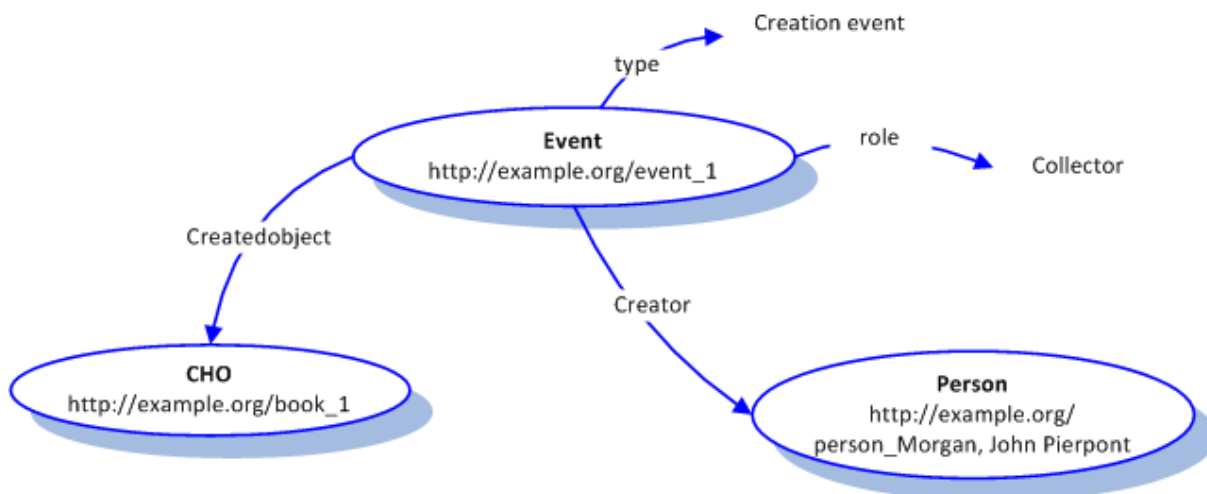 Creation event
type
Event
http://example.org/event_1
role
Collector
Createdobject
Creator
CHO
http://example.org/book_1
Person
http://example.org/
person_Morgan, John Pierpont